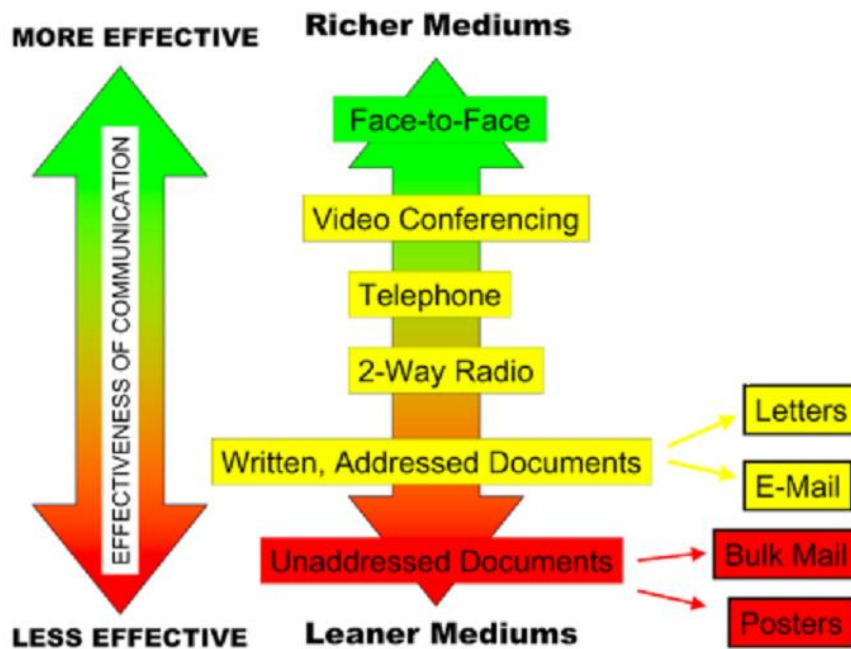 MORE EFFECTIVE
Richer Mediums
EFFECTIVENESS OF COMMUNICATION
Face-to-Face
Video Conferencing
Telephone
2-Way Radio
Written, Addressed Documents
Letters
E-Mail
Unaddressed Documents
Bulk Mail
Posters
LESS EFFECTIVE
Leaner Mediums